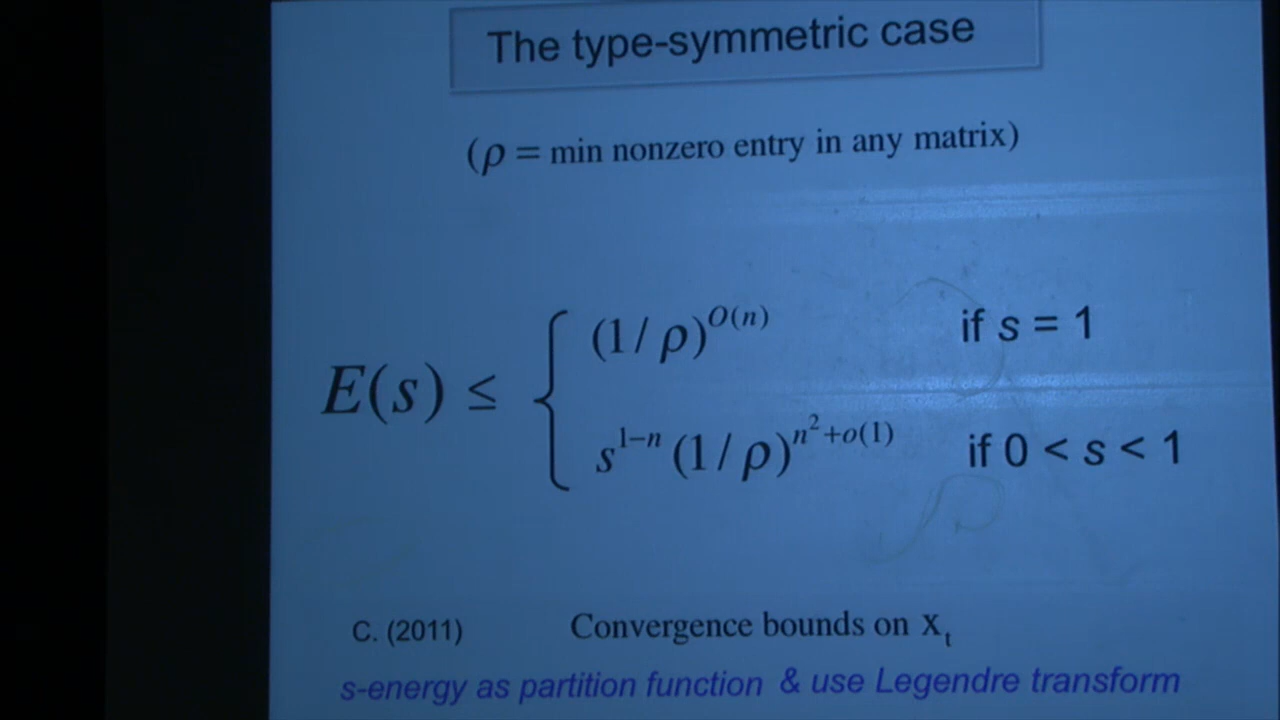 The type-symmetric case
(ρ = min nonzero entry in any matrix)
E(s) ≤ { (1/ρ)^{O(n)} if s = 1
s^{1−n} (1/ρ)^{n^2+o(1)} if 0 < s < 1
C. (2011) Convergence bounds on x_t
s-energy as partition function & use Legendre transform